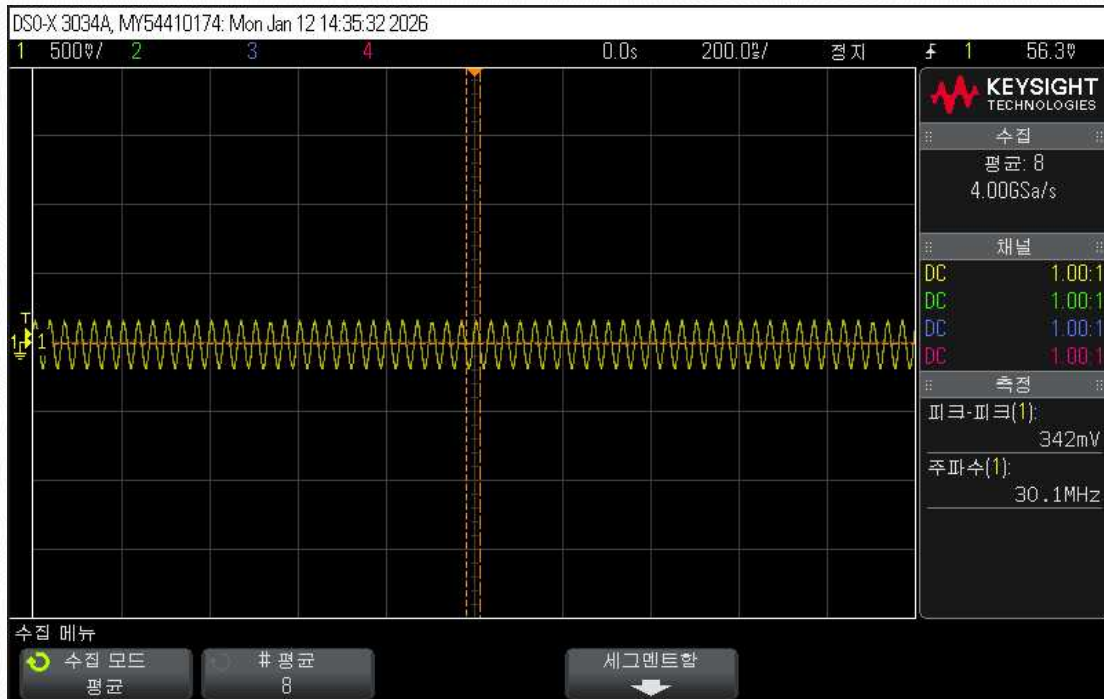 DSO-X 3034A, MY54410174: Mon Jan 12 14:35:32 2026
1 500㎷/ 2 3 4 0.0s 200.0㎱/ 정지 1 56.3㎷
KEYSIGHT
TECHNOLOGIES
수집
평균: 8
4.00GSa/s
채널
DC 1.00:1
DC 1.00:1
DC 1.00:1
DC 1.00:1
측정
피크-피크(1):
342mV
주파수(1):
30.1MHz
T
1 1
수집 메뉴
수집 모드
평균
# 평균
8
세그멘트함